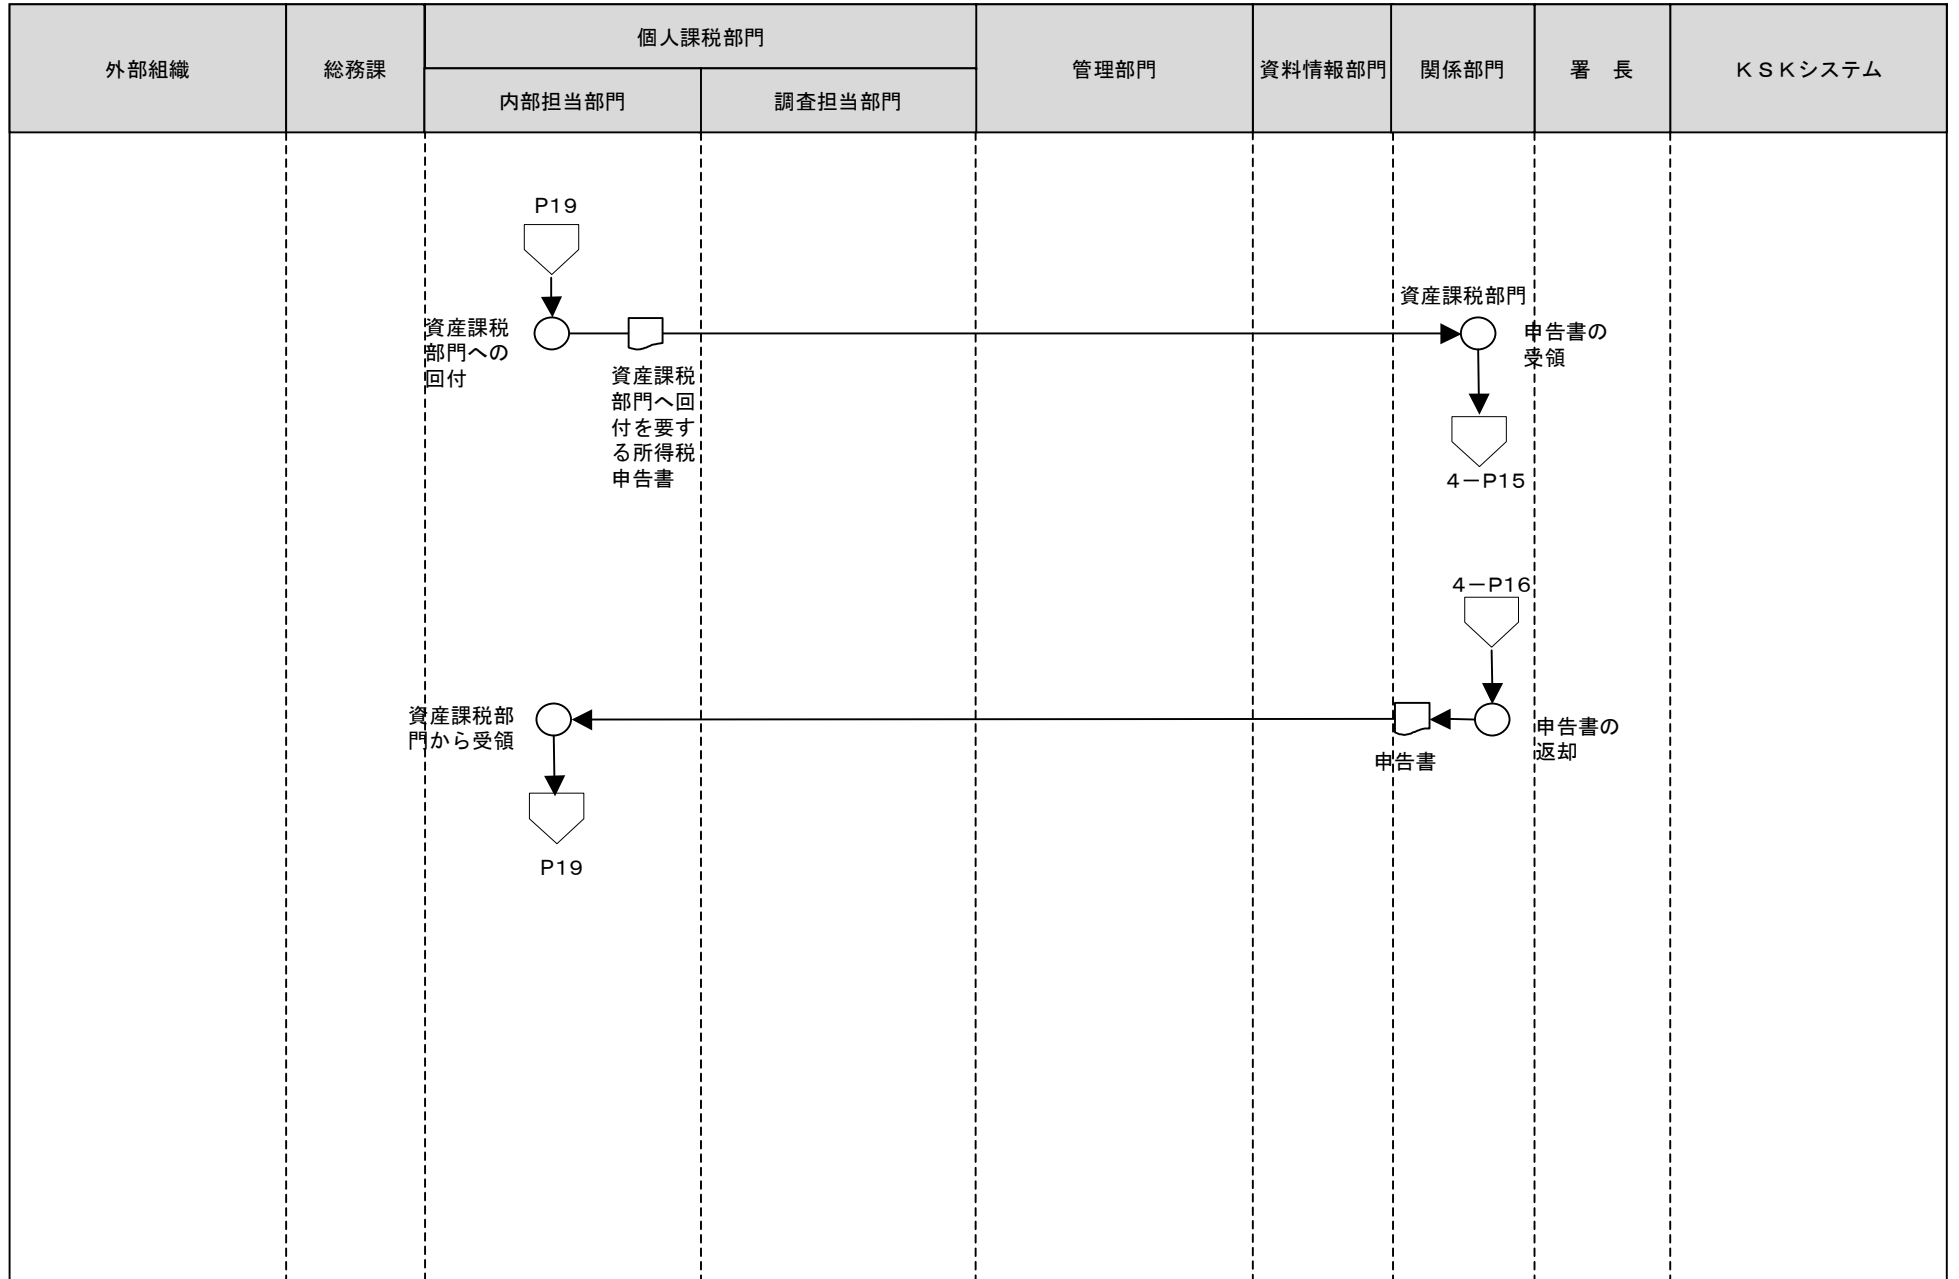 個人課税部門
外部組織
総務課
管理部門
資料情報部門
関係部門
署　長
ＫＳＫシステム
内部担当部門
調査担当部門
P19
資産課税部門
資産課税
部門への
回付
申告書の
受領
資産課税
部門へ回
付を要す
る所得税
申告書
4－P15
4－P16
資産課税部
門から受領
申告書の
返却
申告書
P19